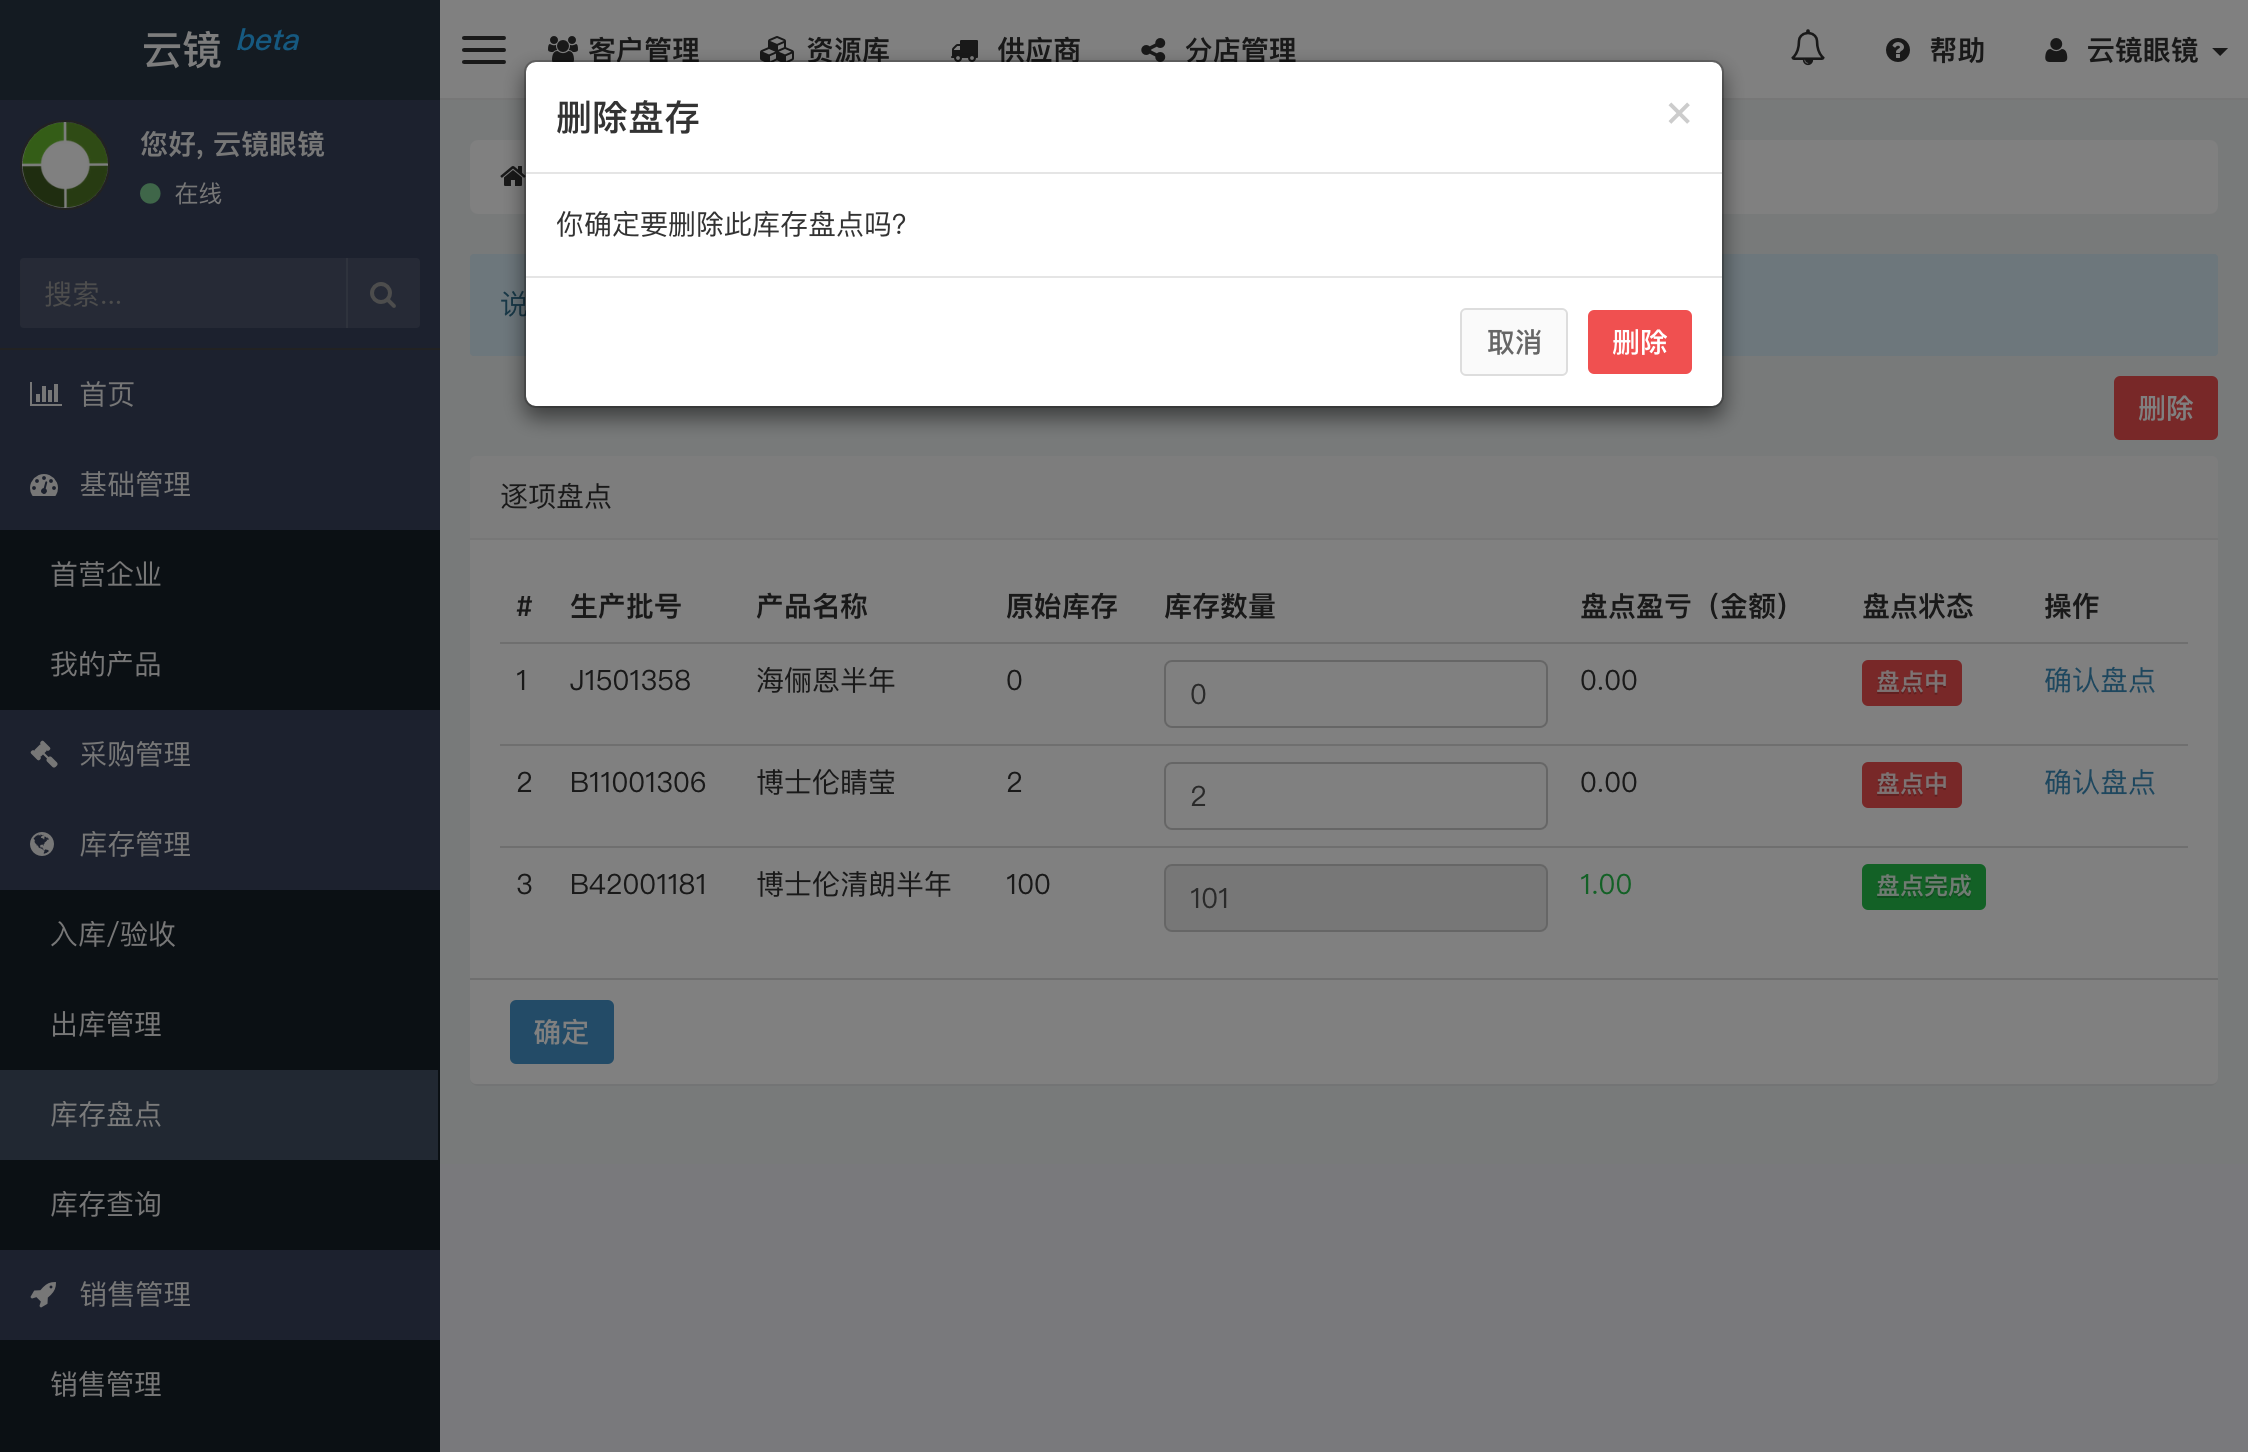 云镜 beta
客户管理 资源库 供应商 分店管理 帮助 云镜眼镜
您好, 云镜眼镜
在线
搜索...
首页
基础管理
首营企业
我的产品
采购管理
库存管理
入库/验收
出库管理
库存盘点
库存查询
销售管理
销售管理
删除盘存 ×
你确定要删除此库存盘点吗?
取消 删除
说
删除
逐项盘点
# 生产批号 产品名称 原始库存 库存数量 盘点盈亏（金额） 盘点状态 操作
1 J1501358 海俪恩半年 0 0 0.00 盘点中 确认盘点
2 B11001306 博士伦睛莹 2 2 0.00 盘点中 确认盘点
3 B42001181 博士伦清朗半年 100 101 1.00 盘点完成
确定